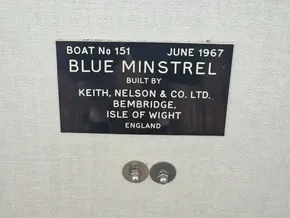 BOAT No 151 JUNE 1967
BLUE MINSTREL
BUILT BY
KEITH, NELSON & CO. LTD.
BEMBRIDGE,
ISLE OF WIGHT
ENGLAND